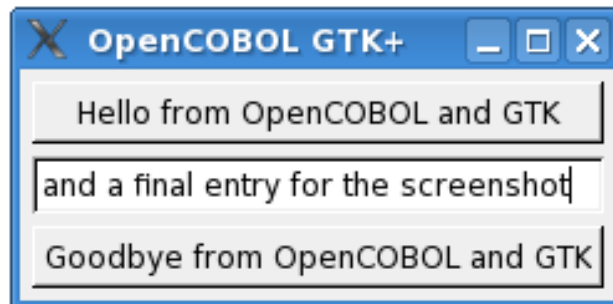 OpenCOBOL GTK+
Hello from OpenCOBOL and GTK
and a final entry for the screenshot
Goodbye from OpenCOBOL and GTK